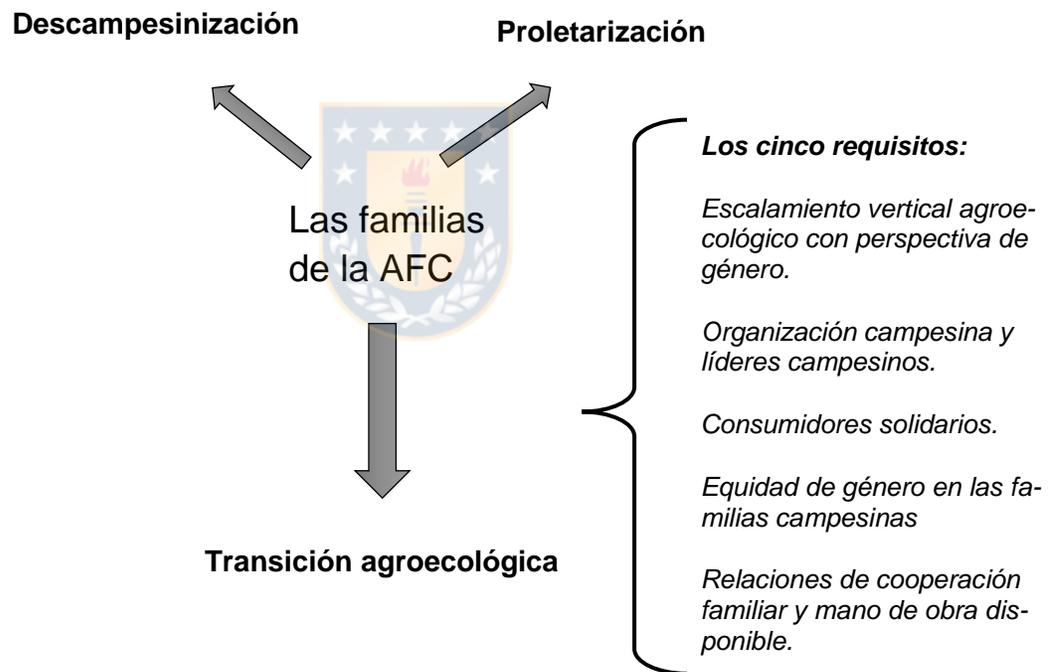 Descampesinización
Proletarización
Las familias
de la AFC
Transición agroecológica
Los cinco requisitos:
Escalamiento vertical agroe-
cológico con perspectiva de
género.
Organización campesina y
líderes campesinos.
Consumidores solidarios.
Equidad de género en las fa-
milias campesinas
Relaciones de cooperación
familiar y mano de obra dis-
ponible.